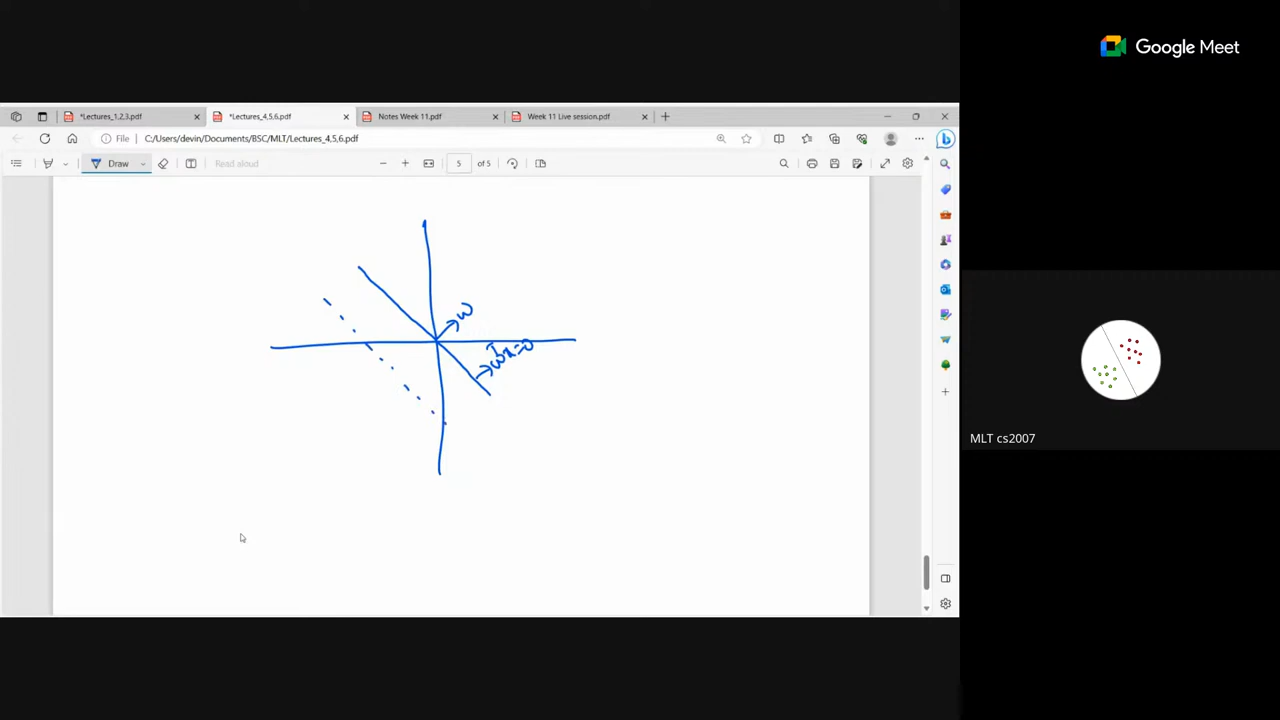 Google Meet
*Lectures_1,2,3.pdf
*Lectures_4,5,6.pdf
Notes Week 11.pdf
Week 11 Live session.pdf
File
C:/Users/devin/Documents/BSC/MLT/Lectures_4,5,6.pdf
Draw
Read aloud
5 of 5
w
wᵀx=0
MLT cs2007